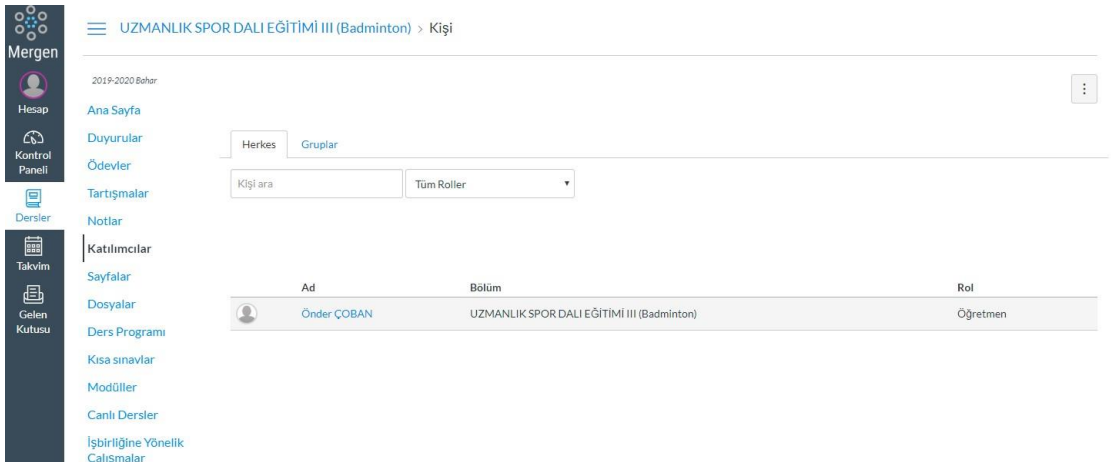 Mergen
Hesap
Kontrol
Paneli
Dersler
Takvim
Gelen
Kutusu
UZMANLIK SPOR DALI EĞİTİMİ III (Badminton) > Kişi
2019-2020 Bahar
Ana Sayfa
Duyurular
Ödevler
Tartışmalar
Notlar
Katılımcılar
Sayfalar
Dosyalar
Ders Programı
Kısa sınavlar
Modüller
Canlı Dersler
İşbirliğine Yönelik
Çalışmalar
Herkes Gruplar
Kişi ara Tüm Roller
Ad Bölüm Rol
Önder ÇOBAN UZMANLIK SPOR DALI EĞİTİMİ III (Badminton) Öğretmen